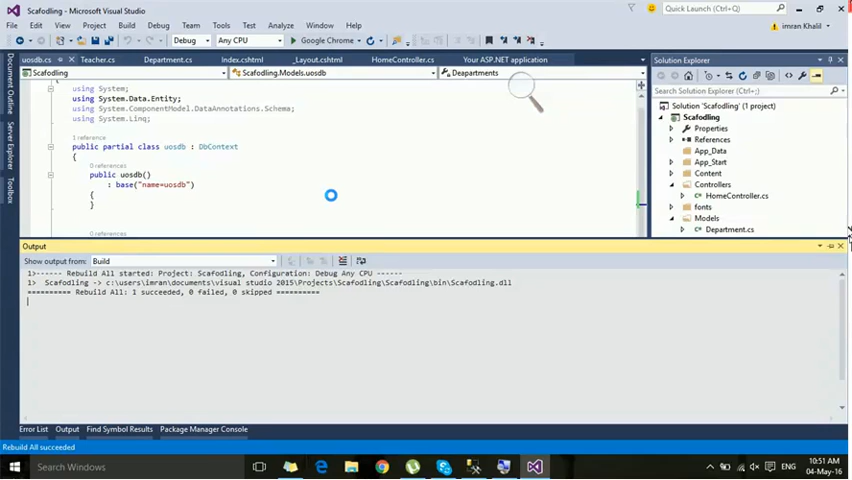 Scafodling - Microsoft Visual Studio
Quick Launch (Ctrl+Q)
File Edit View Project Build Debug Team Tools Test Analyze Window Help
imran Khalil
Debug Any CPU Google Chrome
uosdb.cs Teacher.cs Department.cs Index.cshtml _Layout.cshtml HomeController.cs Your ASP.NET application
Scafodling Scafodling.Models.uosdb Deapartments
using System;
using System.Data.Entity;
using System.ComponentModel.DataAnnotations.Schema;
using System.Linq;
1 reference
public partial class uosdb : DbContext
{
0 references
public uosdb()
: base("name=uosdb")
{
}
0 references
Document Outline
Server Explorer
Toolbox
Solution Explorer
Search Solution Explorer (Ctrl+;)
Solution 'Scafodling' (1 project)
Scafodling
Properties
References
App_Data
App_Start
Content
Controllers
HomeController.cs
fonts
Models
Department.cs
Output
Show output from: Build
1>------ Rebuild All started: Project: Scafodling, Configuration: Debug Any CPU ------
1> Scafodling -> c:\users\imran\documents\visual studio 2015\Projects\Scafodling\Scafodling\bin\Scafodling.dll
========== Rebuild All: 1 succeeded, 0 failed, 0 skipped ==========
Error List Output Find Symbol Results Package Manager Console
Rebuild All succeeded
Search Windows
ENG
10:51 AM
04-May-16